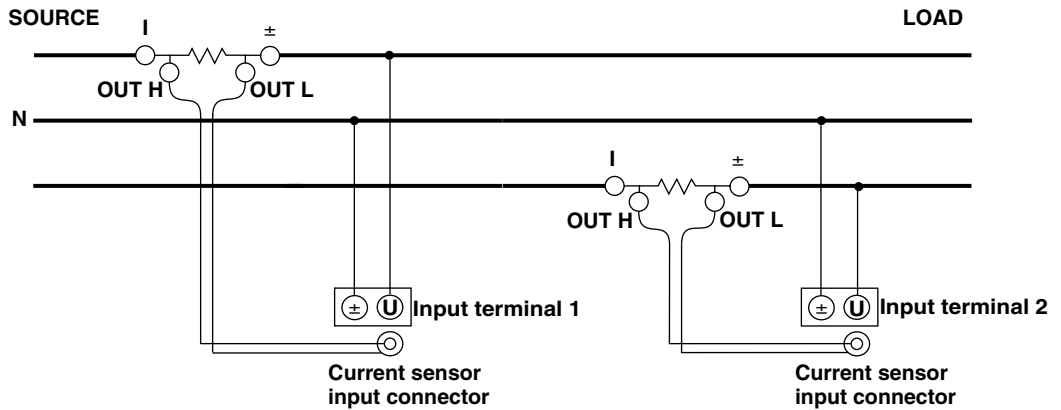 SOURCE
LOAD
I
±
OUT H
OUT L
N
I
±
OUT H
OUT L
± U Input terminal 1
± U Input terminal 2
Current sensor
input connector
Current sensor
input connector